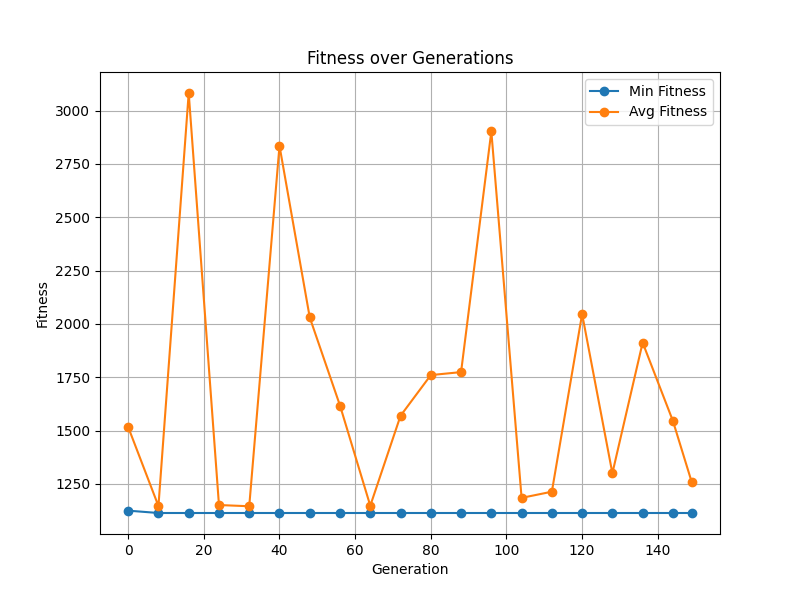 Fitness over Generations
Min Fitness
Avg Fitness
3000
2750
2500
2250
2000
1750
1500
1250
Fitness
0 20 40 60 80 100 120 140
Generation